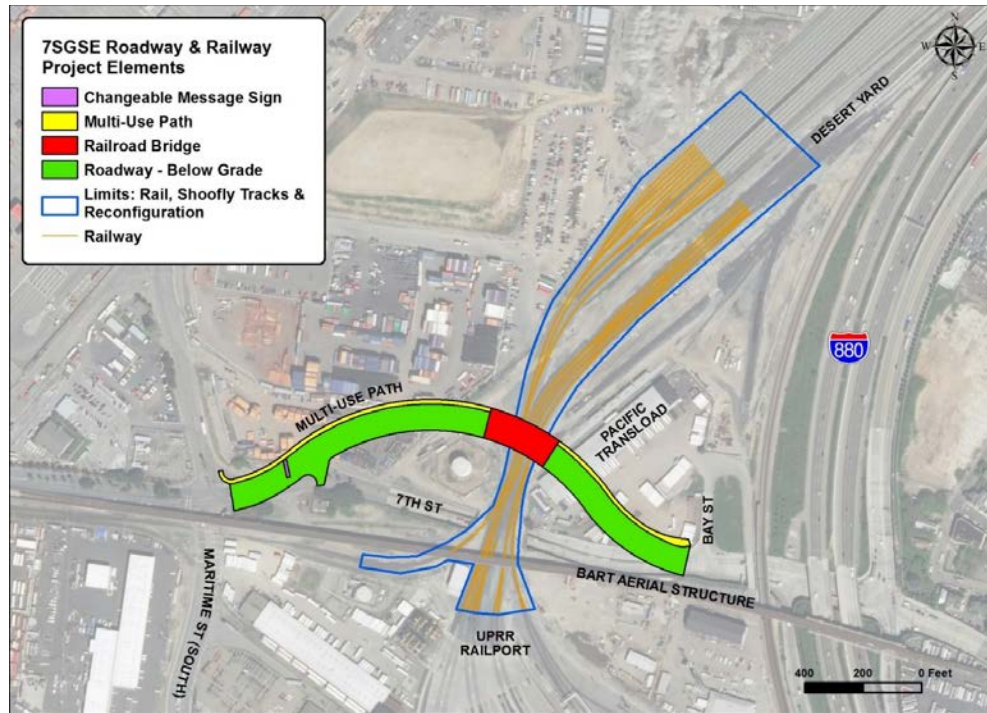 7SGSE Roadway & Railway
Project Elements
Changeable Message Sign
Multi-Use Path
Railroad Bridge
Roadway - Below Grade
Limits: Rail, Shoofly Tracks &
Reconfiguration
Railway
N
W
E
S
DESERT YARD
880
MULTI-USE PATH
PACIFIC
TRANSLOAD
7TH ST
BAY ST
MARITIME ST (SOUTH)
BART AERIAL STRUCTURE
UPRR
RAILPORT
400 200 0 Feet